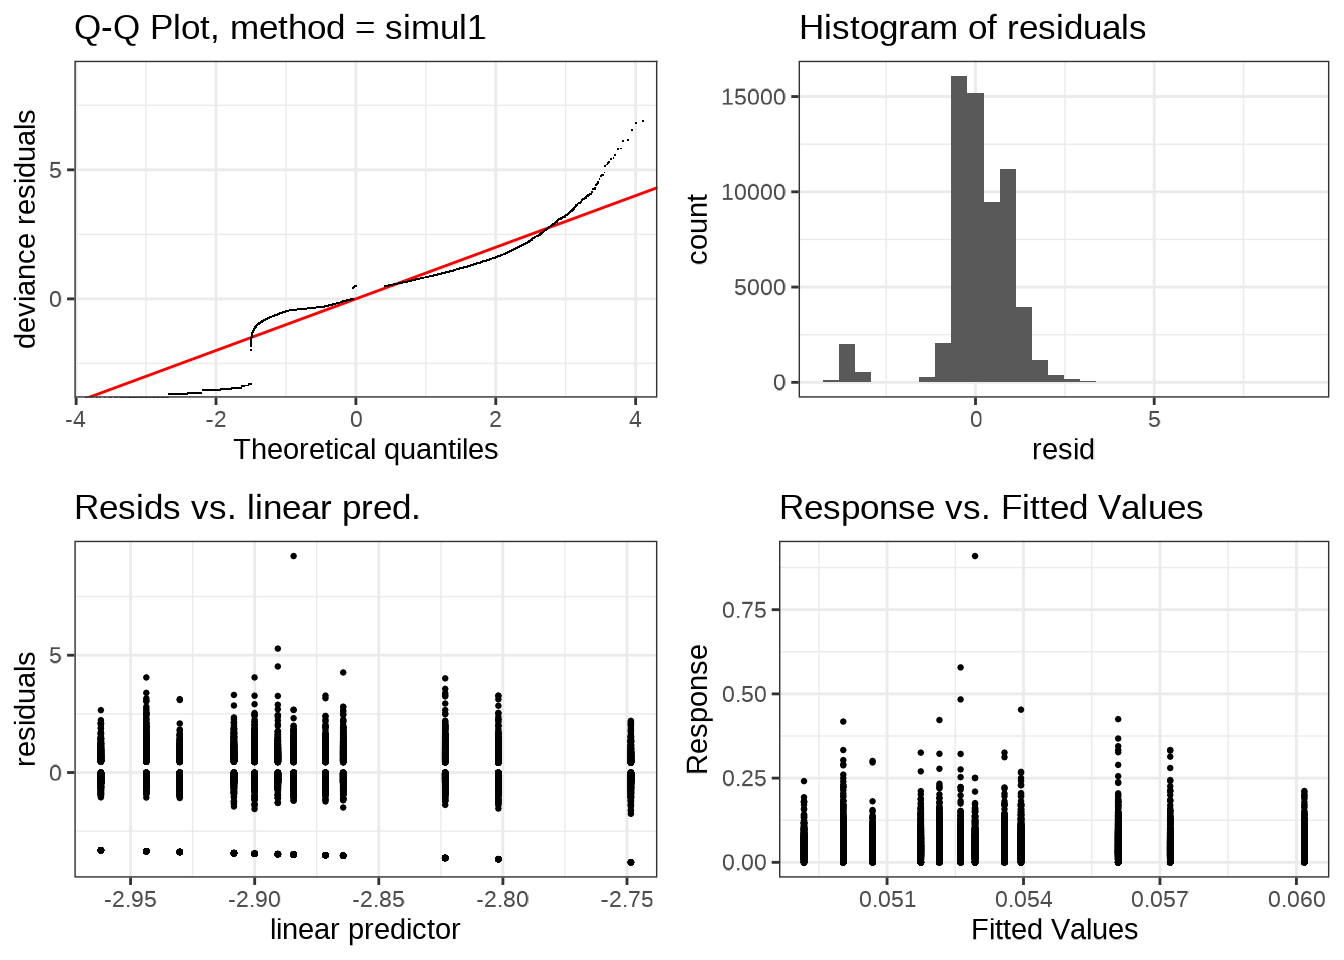 Q-Q Plot, method = simul1
deviance residuals
5
0
-4
-2
0
2
4
Theoretical quantiles
Histogram of residuals
count
15000
10000
5000
0
0
5
resid
Resids vs. linear pred.
residuals
5
0
-2.95
-2.90
-2.85
-2.80
-2.75
linear predictor
Response vs. Fitted Values
Response
0.75
0.50
0.25
0.00
0.051
0.054
0.057
0.060
Fitted Values